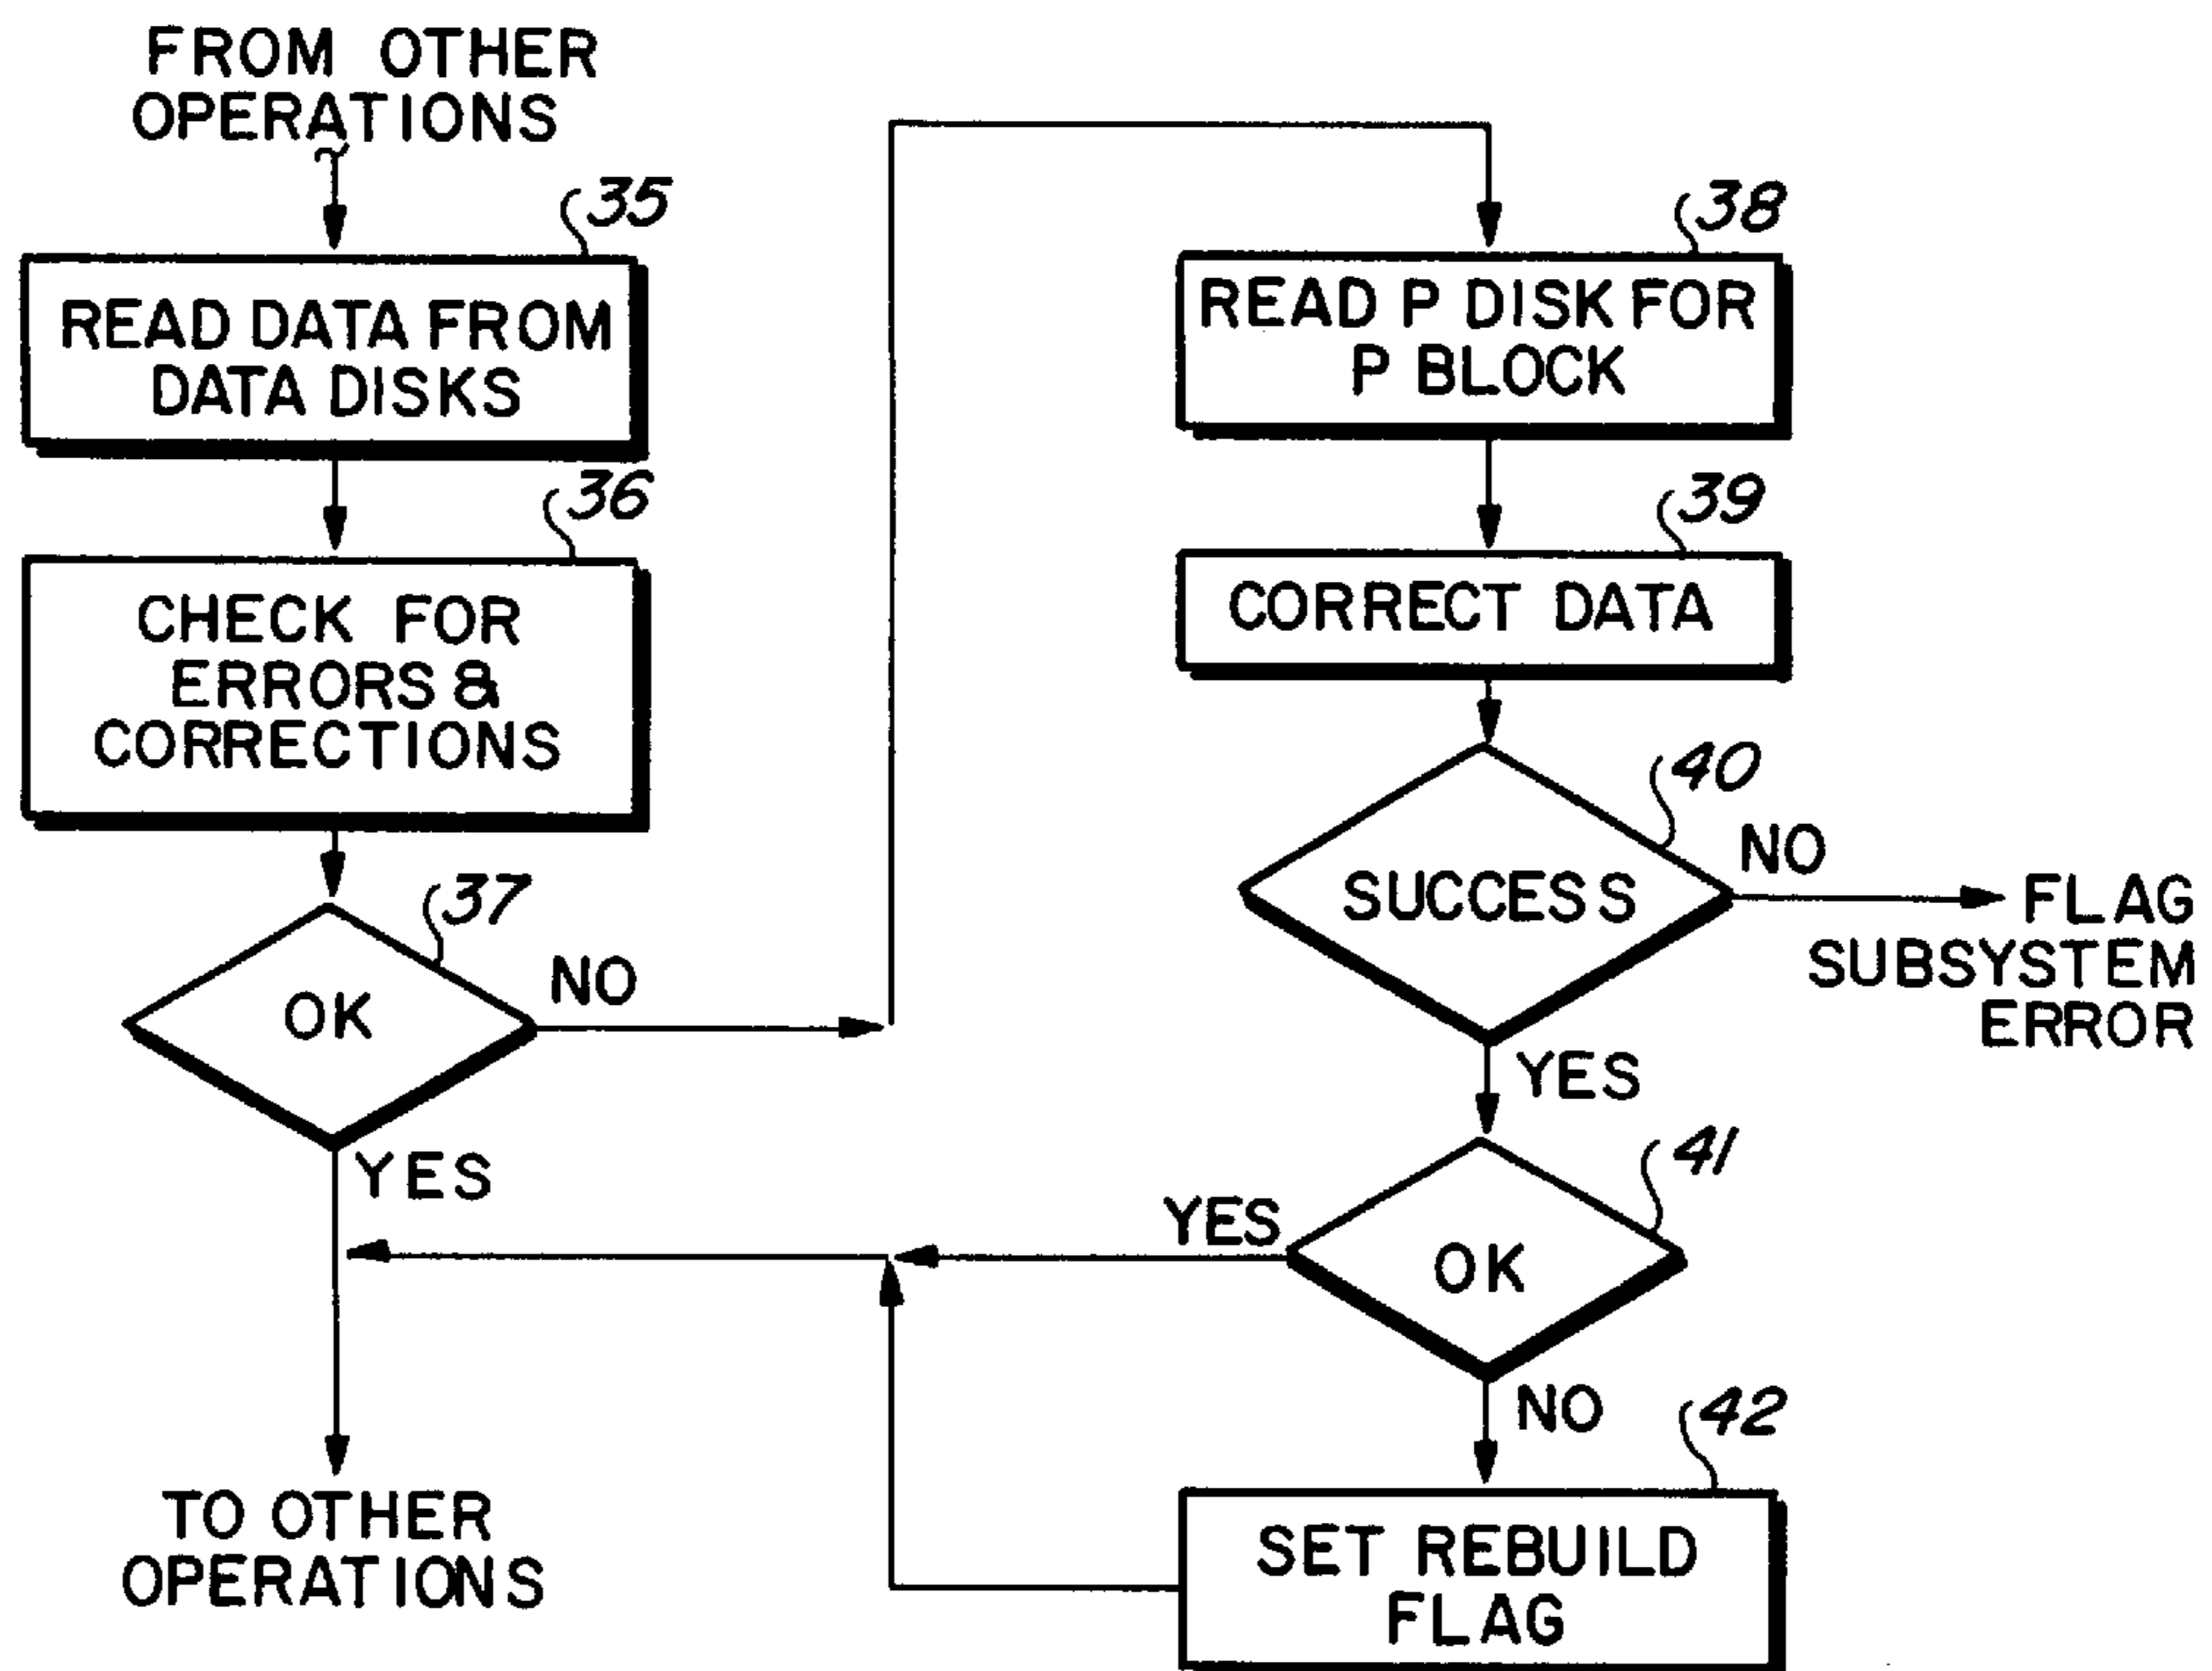 FROM OTHER
OPERATIONS
35
READ DATA FROM
DATA DISKS
36
CHECK FOR
ERRORS &
CORRECTIONS
37
OK
NO
YES
TO OTHER
OPERATIONS
38
READ P DISK FOR
P BLOCK
39
CORRECT DATA
40
SUCCESS
NO
FLAG
SUBSYSTEM
ERROR
YES
41
OK
YES
NO
42
SET REBUILD
FLAG